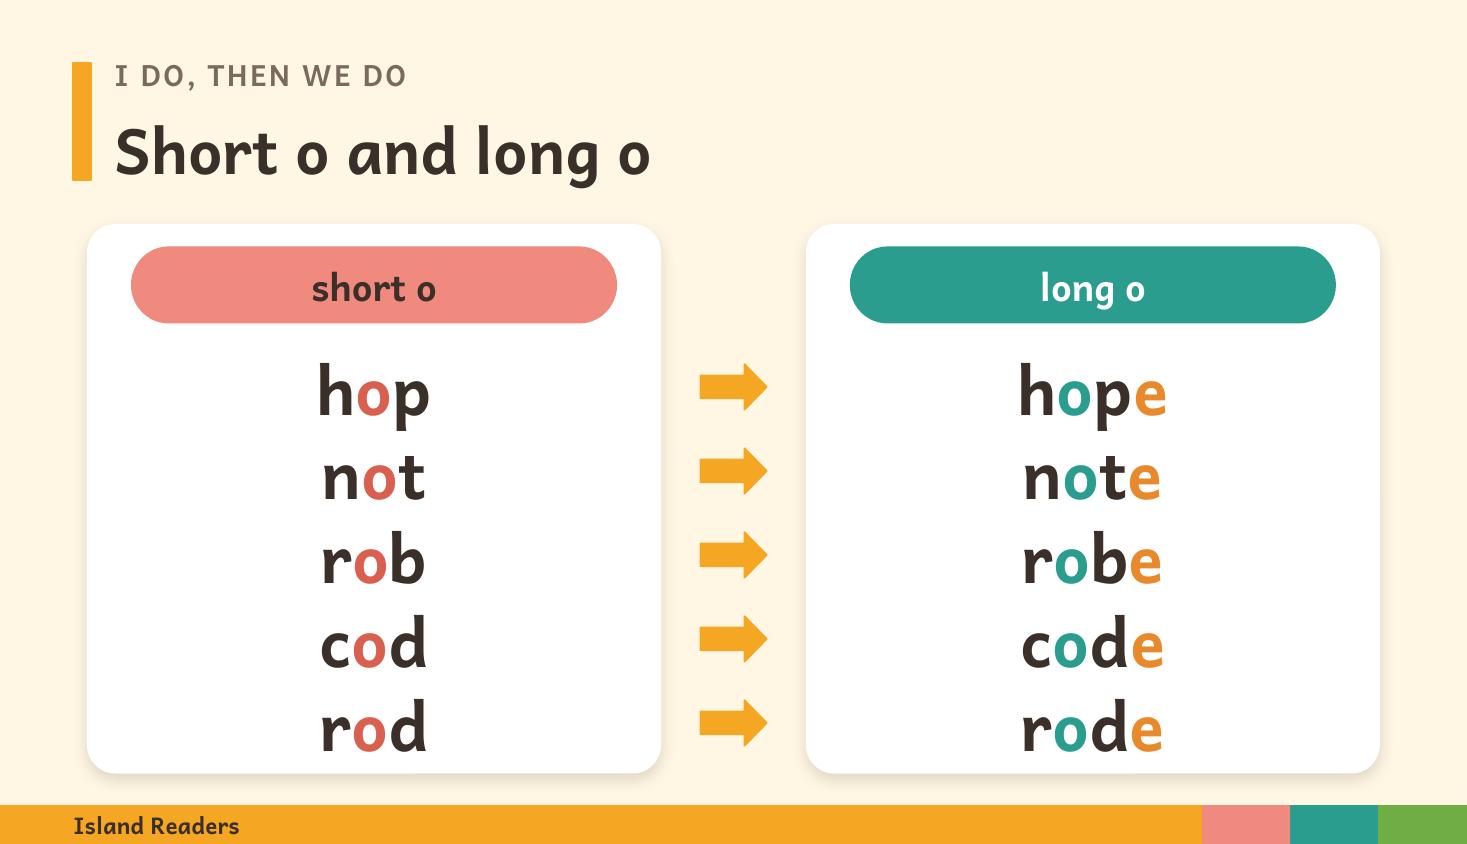 I DO, THEN WE DO
Short o and long o
short o
long o
hop
hope
not
note
rob
robe
cod
code
rod
rode
Island Readers